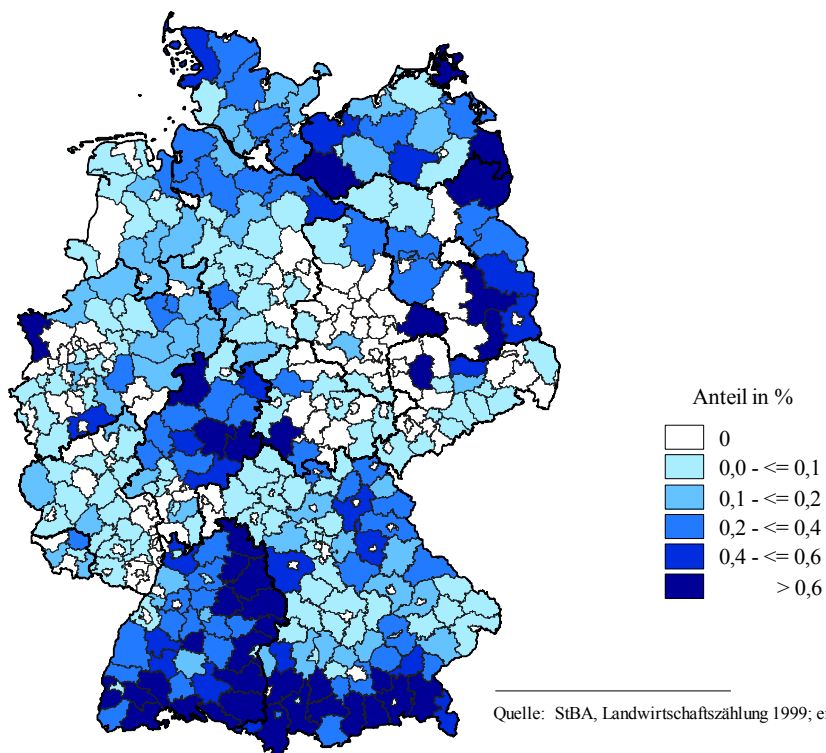 Anteil in %
0
0,0 - <= 0,1
0,1 - <= 0,2
0,2 - <= 0,4
0,4 - <= 0,6
> 0,6
Quelle: StBA, Landwirtschaftszählung 1999;